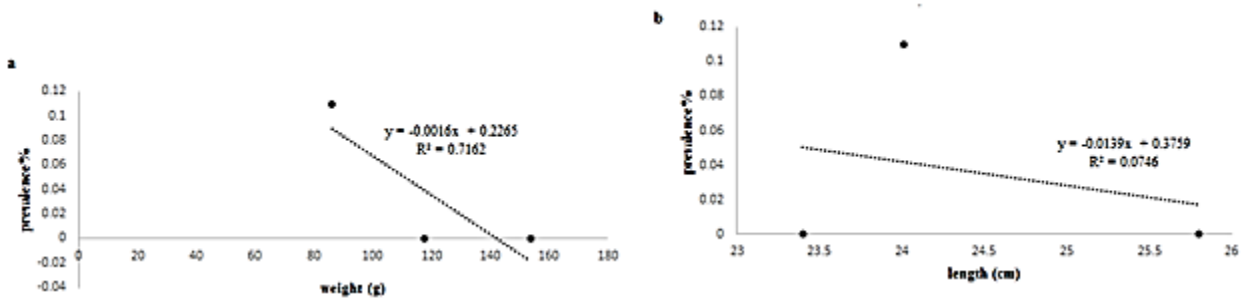 a
prevalence%
0.12
0.1
0.08
0.06
0.04
0.02
0
-0.02
-0.04
y = -0.0016x + 0.2265
R² = 0.7162
0 20 40 60 80 100 120 140 160 180
weight (g)
b
prevalence%
0.12
0.1
0.08
0.06
0.04
0.02
0
y = -0.0139x + 0.3759
R² = 0.0746
23 23.5 24 24.5 25 25.5 26
length (cm)